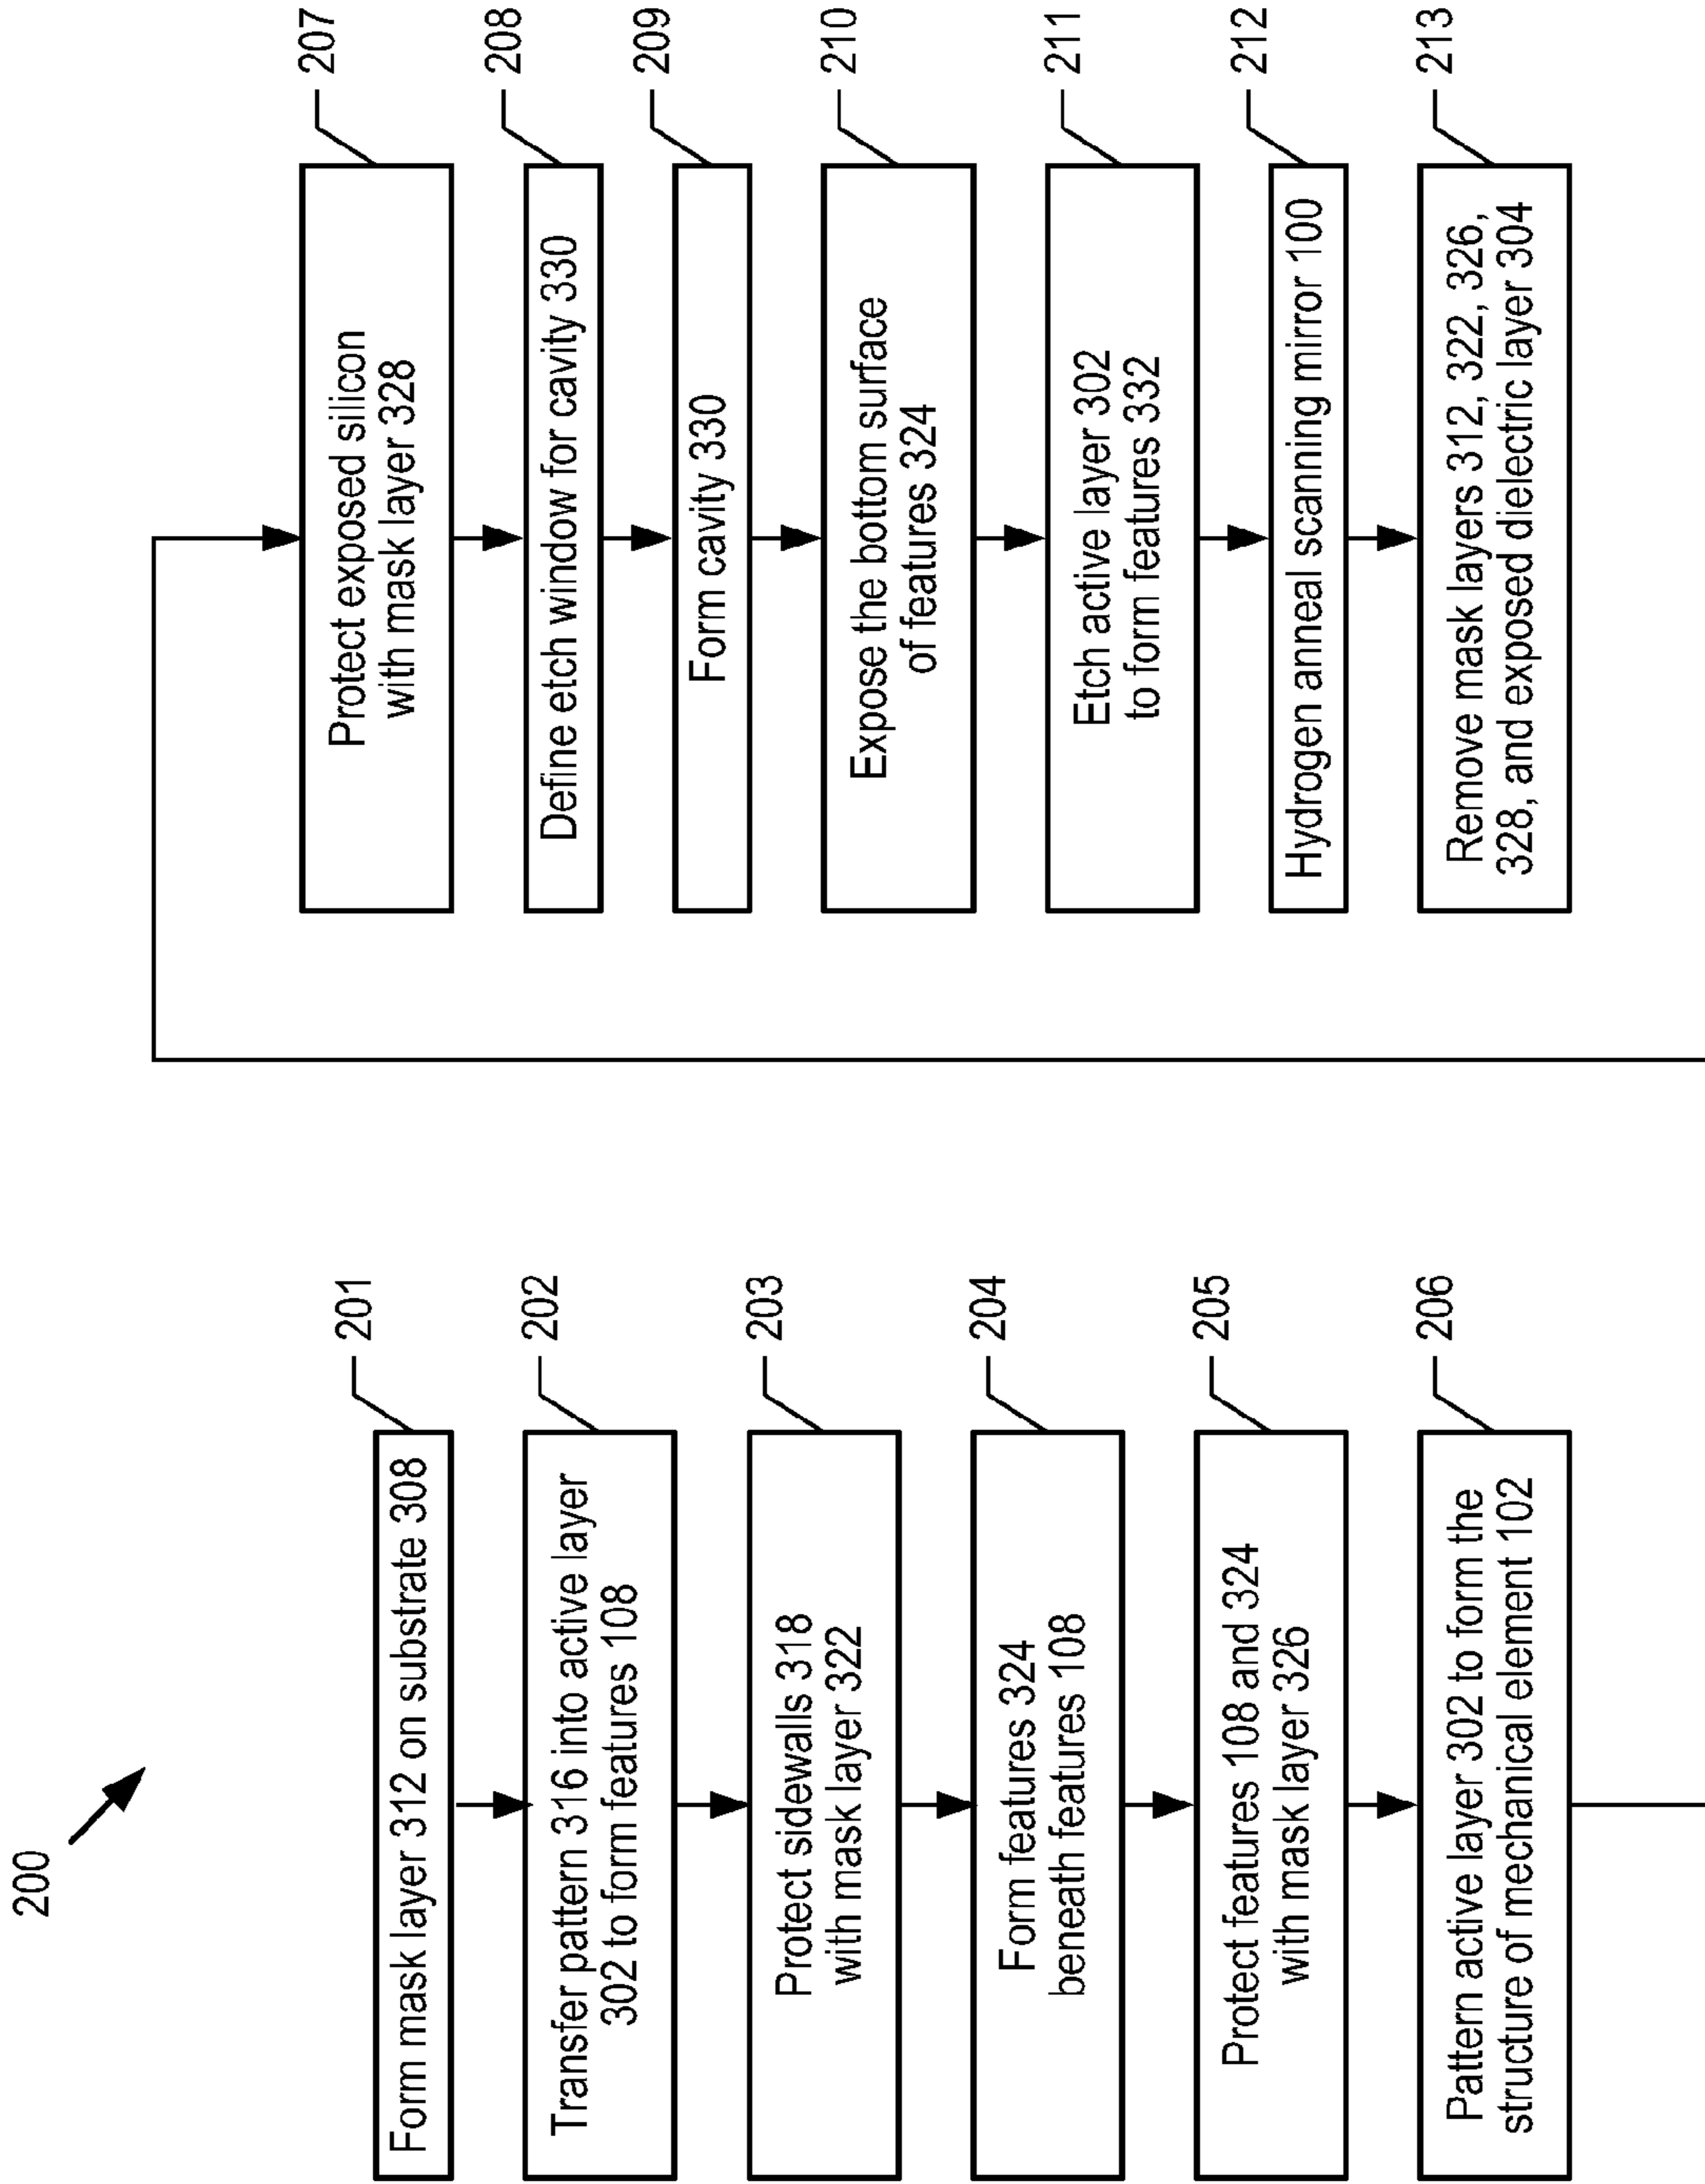 200
201
Form mask layer 312 on substrate 308
202
Transfer pattern 316 into active layer
302 to form features 108
203
Protect sidewalls 318
with mask layer 322
204
Form features 324
beneath features 108
205
Protect features 108 and 324
with mask layer 326
206
Pattern active layer 302 to form the
structure of mechanical element 102
207
Protect exposed silicon
with mask layer 328
208
Define etch window for cavity 330
209
Form cavity 330
210
Expose the bottom surface
of features 324
211
Etch active layer 302
to form features 332
212
Hydrogen anneal scanning mirror 100
213
Remove mask layers 312, 322, 326,
328, and exposed dielectric layer 304